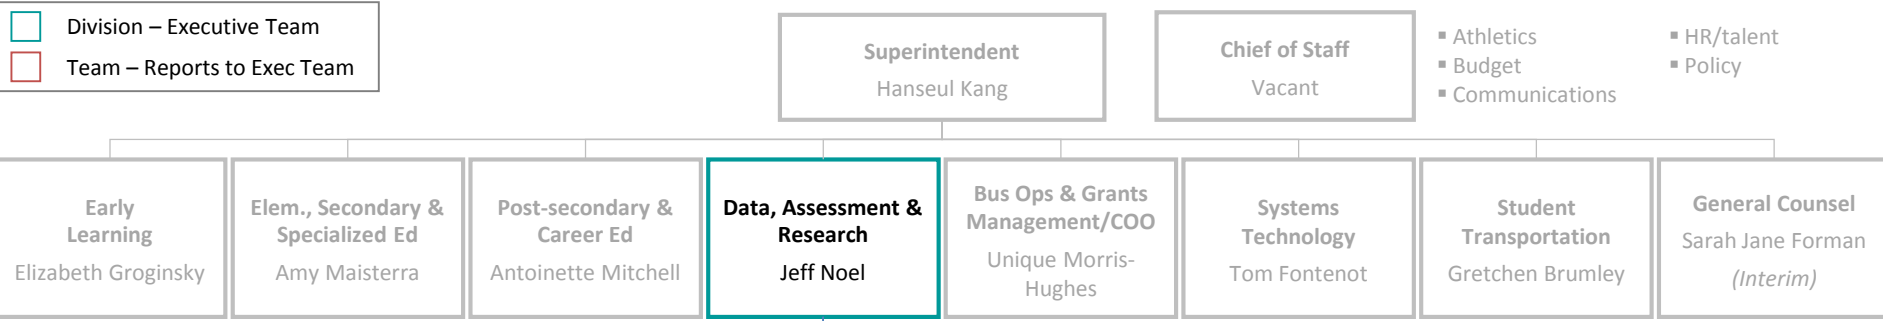 Division – Executive Team
Team – Reports to Exec Team
Superintendent
Hanseul Kang
Chief of Staff
Vacant
▪ Athletics
▪ Budget
▪ Communications
▪ HR/talent
▪ Policy
Early
Learning
Elizabeth Groginsky
Elem., Secondary &
Specialized Ed
Amy Maisterra
Post-secondary &
Career Ed
Antoinette Mitchell
Data, Assessment &
Research
Jeff Noel
Bus Ops & Grants
Management/COO
Unique Morris-
Hughes
Systems
Technology
Tom Fontenot
Student
Transportation
Gretchen Brumley
General Counsel
Sarah Jane Forman
(Interim)